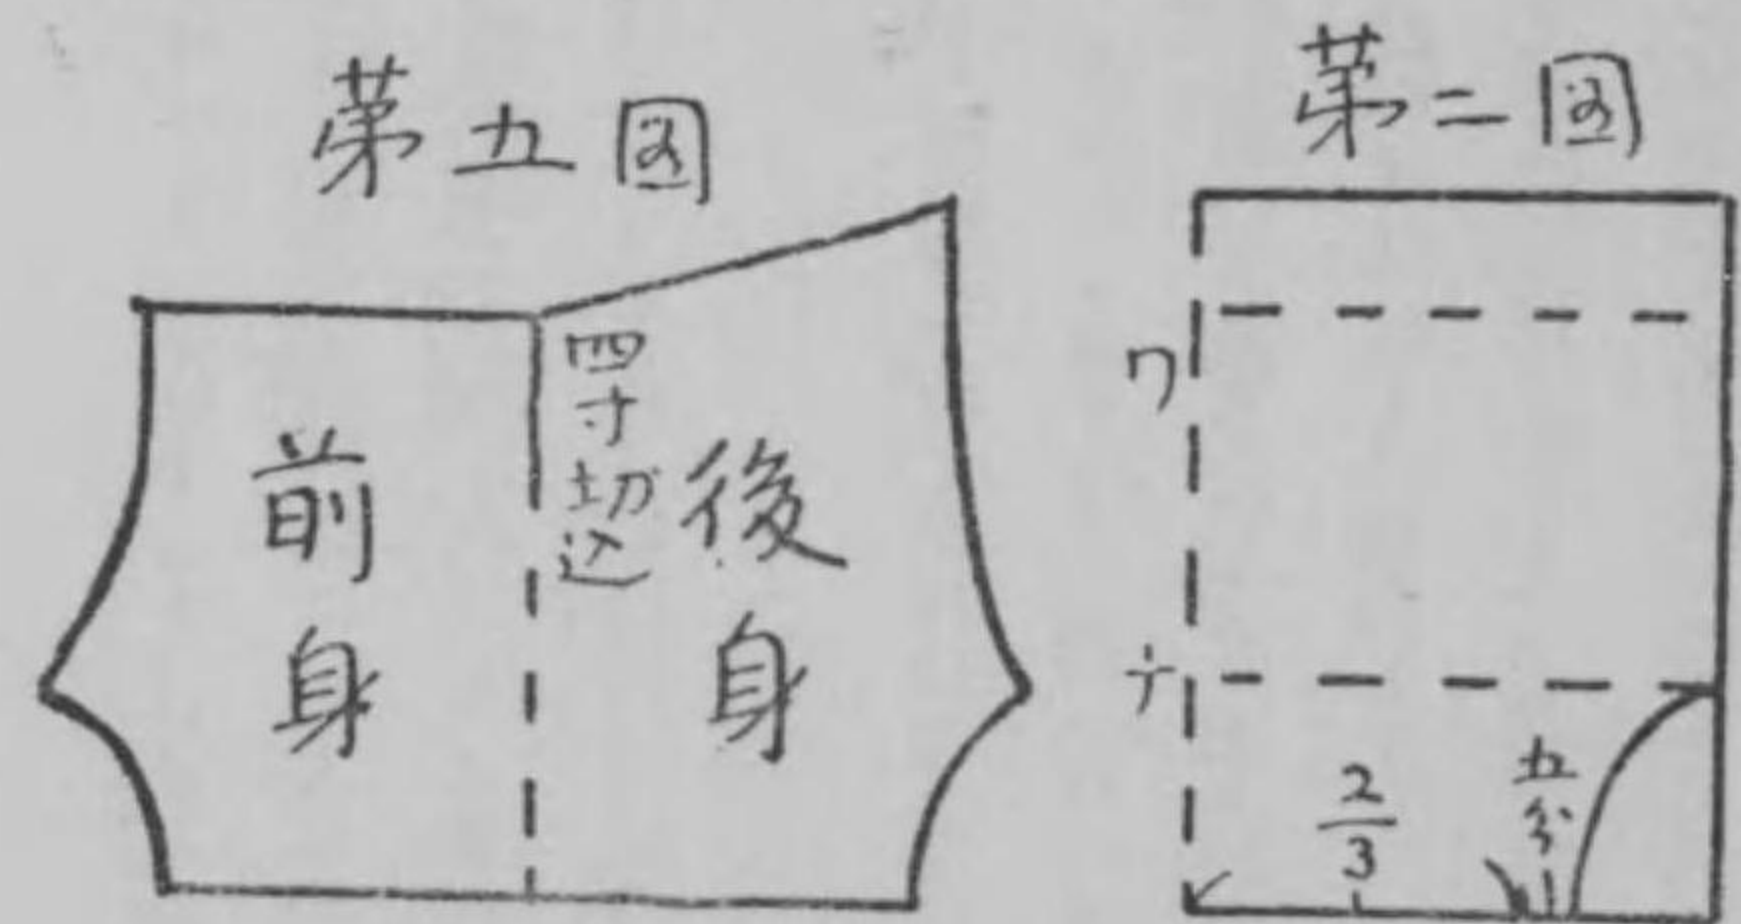 第二図
ワ
ナ
2/3
五分
第五図
四寸切込
後身
前身